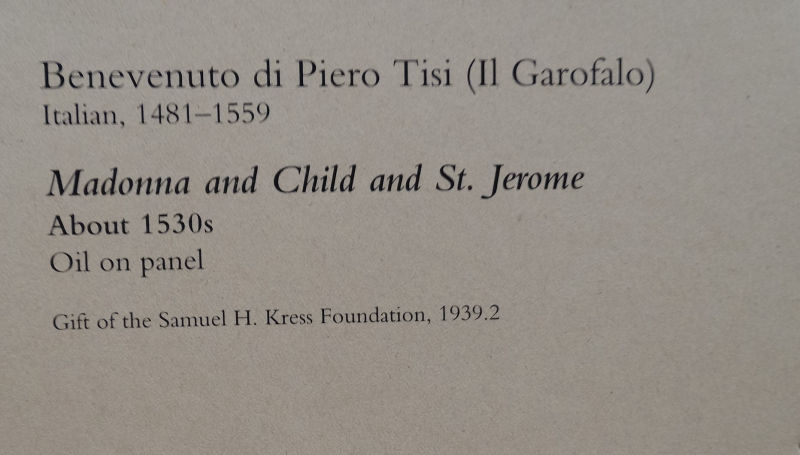 Benevenuto di Piero Tisi (Il Garofalo)
Italian, 1481–1559
Madonna and Child and St. Jerome
About 1530s
Oil on panel
Gift of the Samuel H. Kress Foundation, 1939.2